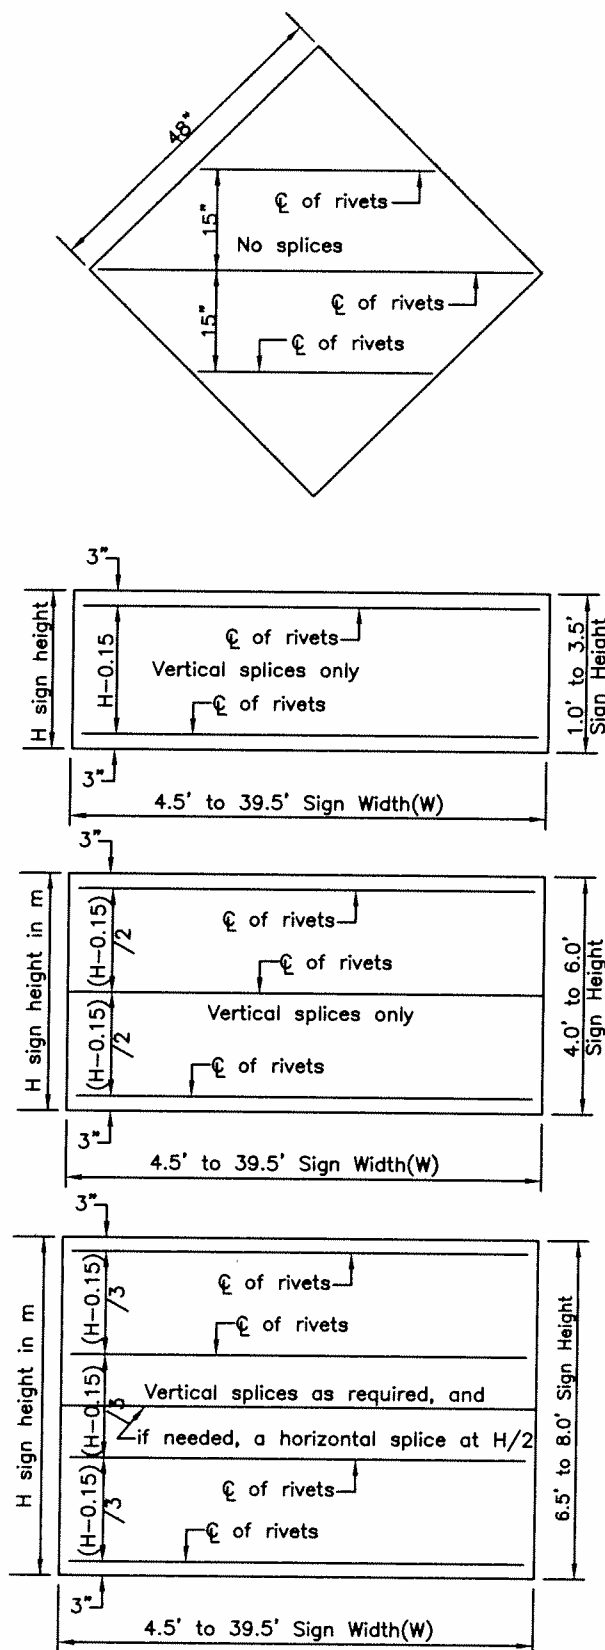 48"
℄ of rivets
15"
No splices
℄ of rivets
15"
℄ of rivets
3"
H sign height
H-0.15
℄ of rivets
Vertical splices only
℄ of rivets
1.0' to 3.5'
Sign Height
3"
4.5' to 39.5' Sign Width(W)
3"
H sign height in m
(H-0.15)
/2
℄ of rivets
℄ of rivets
(H-0.15)
/2
Vertical splices only
℄ of rivets
4.0' to 6.0'
Sign Height
3"
4.5' to 39.5' Sign Width(W)
3"
H sign height in m
(H-0.15)
/3
℄ of rivets
℄ of rivets
(H-0.15)
/3
Vertical splices as required, and
if needed, a horizontal splice at H/2
(H-0.15)
/3
℄ of rivets
℄ of rivets
6.5' to 8.0' Sign Height
3"
4.5' to 39.5' Sign Width(W)